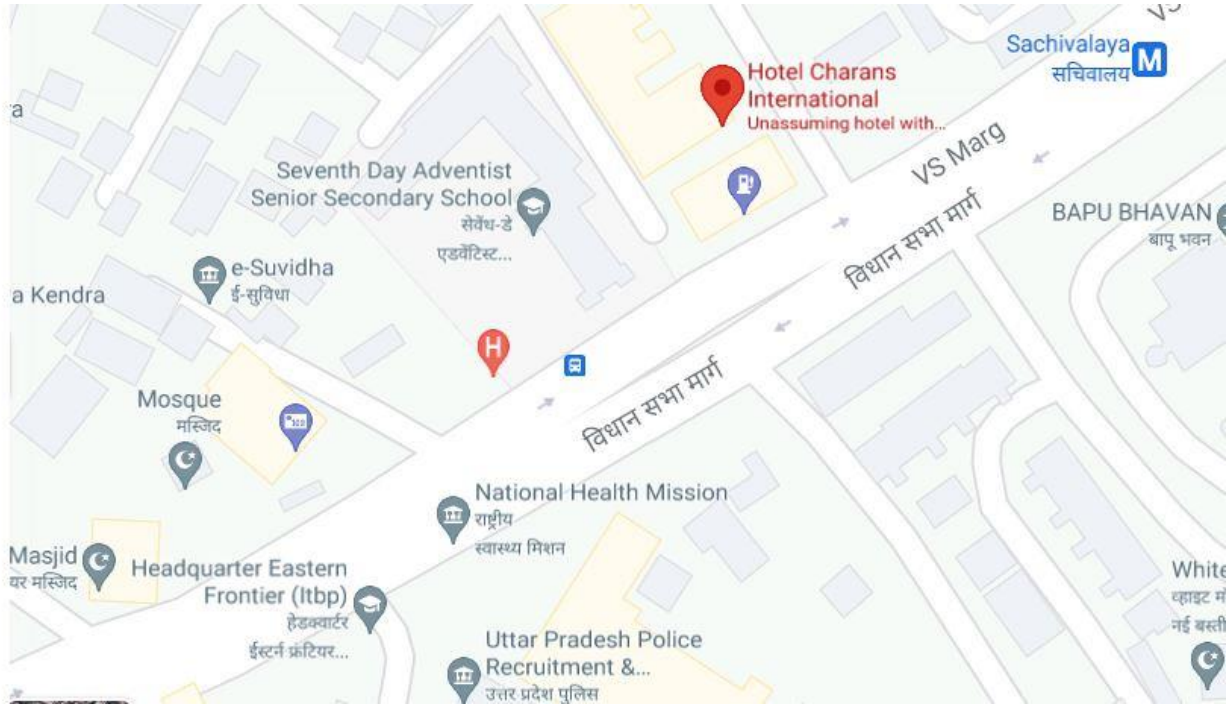 Sachivalaya
सचिवालय
M
Hotel Charans
International
Unassuming hotel with...
VS Marg
विधान सभा मार्ग
BAPU BHAVAN
बापू भवन
Seventh Day Adventist
Senior Secondary School
सेवेंथ-डे
एडवेंटिस्ट...
e-Suvidha
ई-सुविधा
a Kendra
H
विधान सभा मार्ग
Mosque
मस्जिद
National Health Mission
राष्ट्रीय
स्वास्थ्य मिशन
Masjid
यर मस्जिद
Headquarter Eastern
Frontier (Itbp)
हेडक्वार्टर
ईस्टर्न फ्रंटियर...
Uttar Pradesh Police
Recruitment &...
उत्तर प्रदेश पुलिस
White
व्हाइट
नई बस्ती